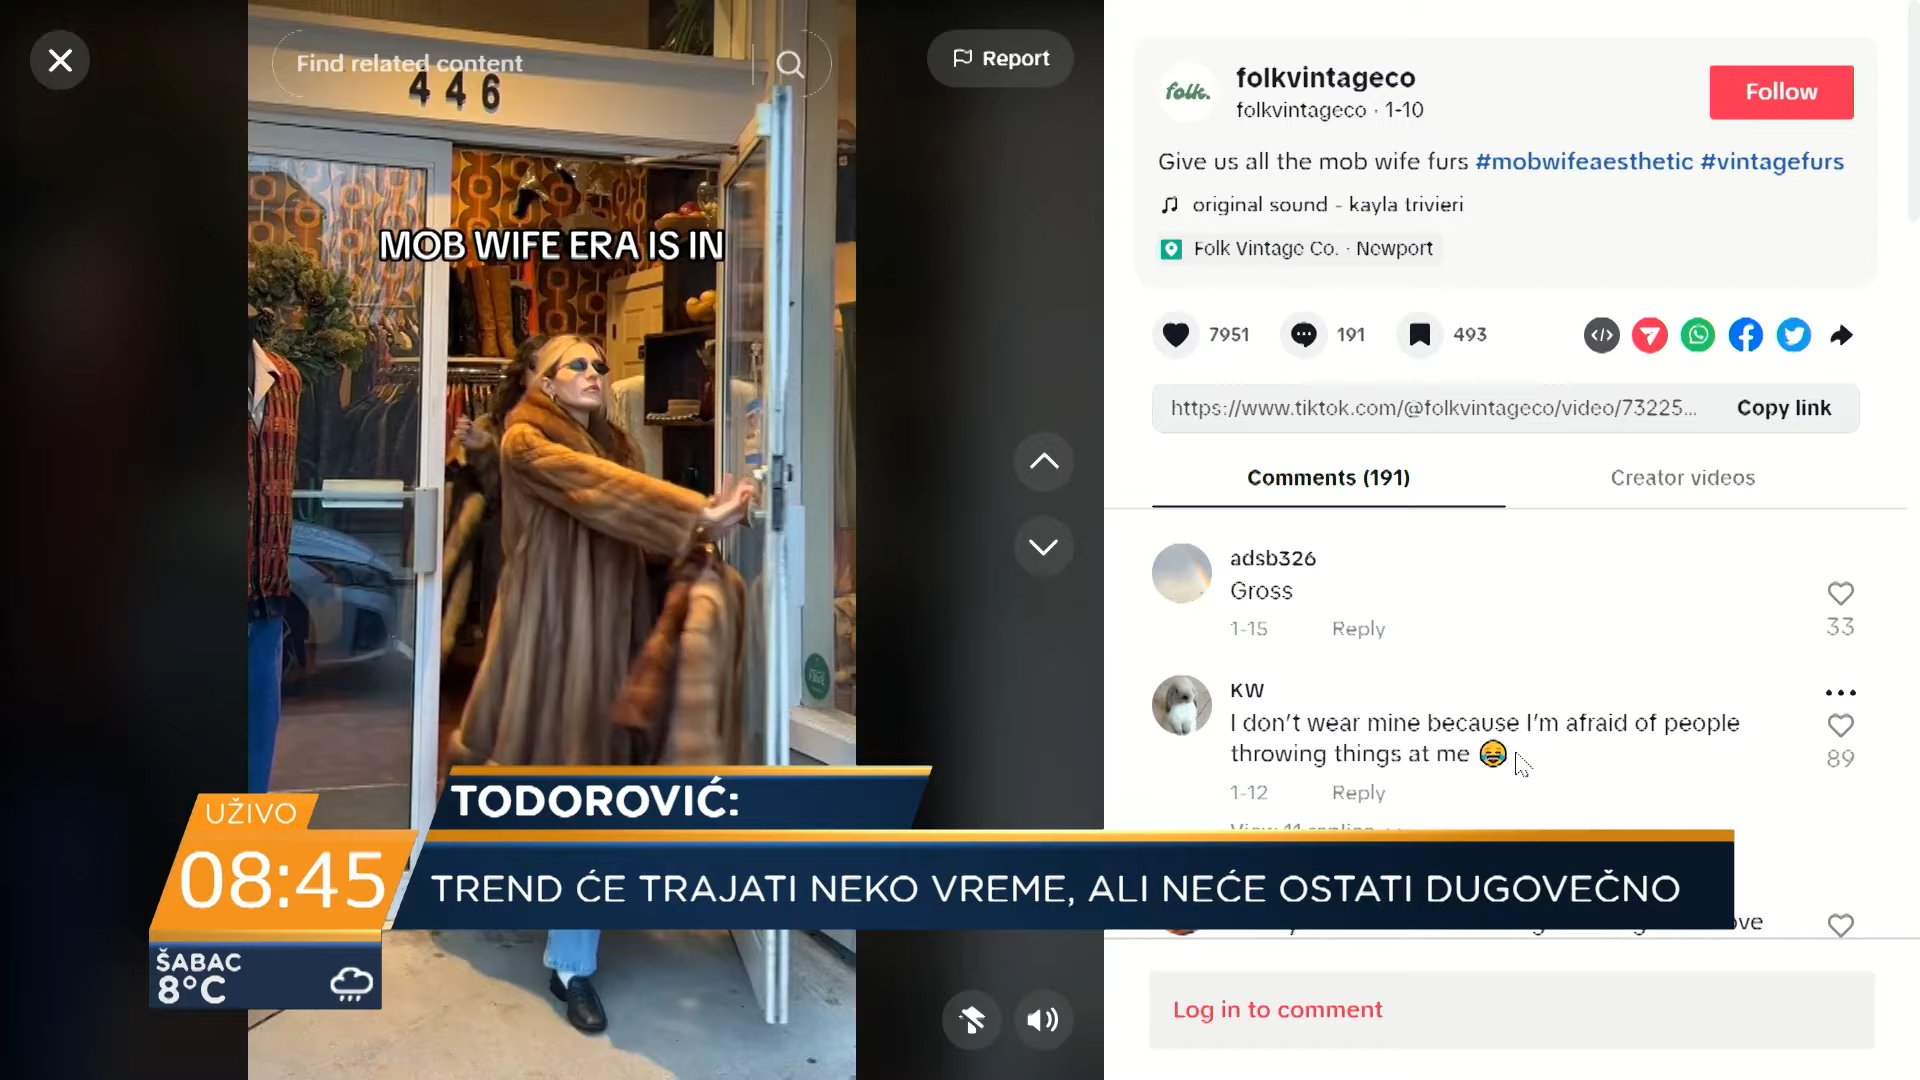 Find related content
Report
446
MOB WIFE ERA IS IN
folk.
folkvintageco
folkvintageco · 1-10
Follow
Give us all the mob wife furs #mobwifeaesthetic #vintagefurs
original sound - kayla trivieri
Folk Vintage Co. · Newport
7951
191
493
https://www.tiktok.com/@folkvintageco/video/73225...
Copy link
Comments (191)
Creator videos
adsb326
Gross
1-15
Reply
33
KW
I don't wear mine because I'm afraid of people
throwing things at me 😂
89
1-12
Reply
View 11 replies
TODOROVIĆ:
UŽIVO
08:45
TREND ĆE TRAJATI NEKO VREME, ALI NEĆE OSTATI DUGOVEČNO
ŠABAC
8°C
Log in to comment